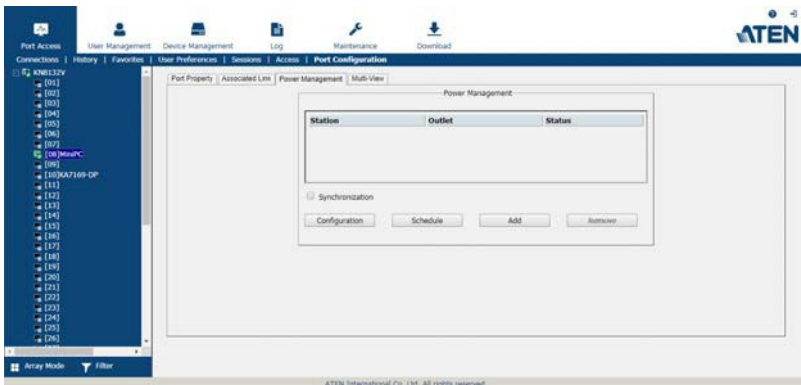 ATEN
Port Access
User Management
Device Management
Log
Maintenance
Download
Connections | History | Favorites | User Preferences | Sessions | Access | Port Configuration
KN8132V
[01]
[02]
[03]
[04]
[05]
[06]
[07]
[08]MiniPC
[09]
[10]KA7169-DP
[11]
[12]
[13]
[14]
[15]
[16]
[17]
[18]
[19]
[20]
[21]
[22]
[23]
[24]
[25]
[26]
Array Mode
Filter
Port Property
Associated Link
Power Management
Multi-View
Power Management
Station
Outlet
Status
Synchronization
Configuration
Schedule
Add
Remove
ATEN International Co., Ltd. All rights reserved.